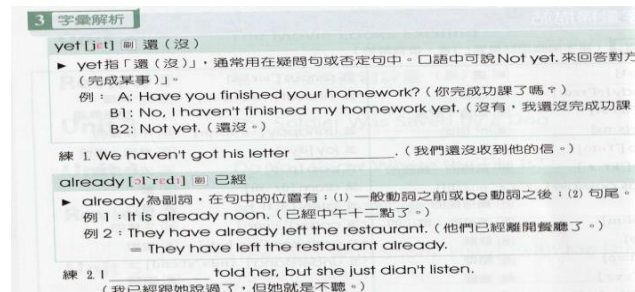 3 字彙解析
yet [jɛt] 副 還（沒）
► yet指「還（沒）」，通常用在疑問句或否定句中。口語中可說Not yet. 來回答對方
（完成某事）」。
例： A: Have you finished your homework?（你完成功課了嗎？）
B1: No, I haven't finished my homework yet.（沒有，我還沒完成功課
B2: Not yet.（還沒。）
練 1. We haven't got his letter ____________.（我們還沒收到他的信。）
already [ɔlˋrɛdɪ] 副 已經
► already為副詞，在句中的位置有：(1) 一般動詞之前或be動詞之後；(2) 句尾。
例 1：It is already noon.（已經中午十二點了。）
例 2：They have already left the restaurant.（他們已經離開餐廳了。）
= They have left the restaurant already.
練 2. I ____________ told her, but she just didn't listen.
（我已經跟她說過了，但她就是不聽。）